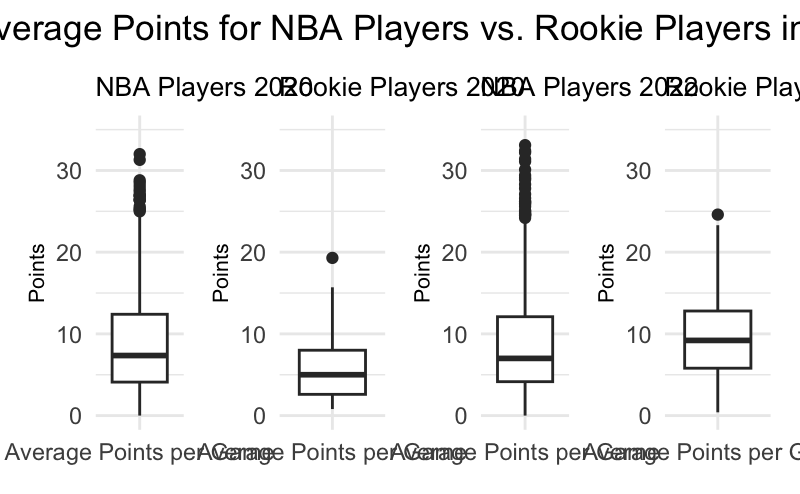 verage Points for NBA Players vs. Rookie Players in
NBA Players 2020 Rookie Players 2020 NBA Players 2022 Rookie Play
30 30 30 30
20 20 20 20
10 10 10 10
0 0 0 0
Points Points Points Points
Average Points per Game Average Points per Game Average Points per Game Average Points per G